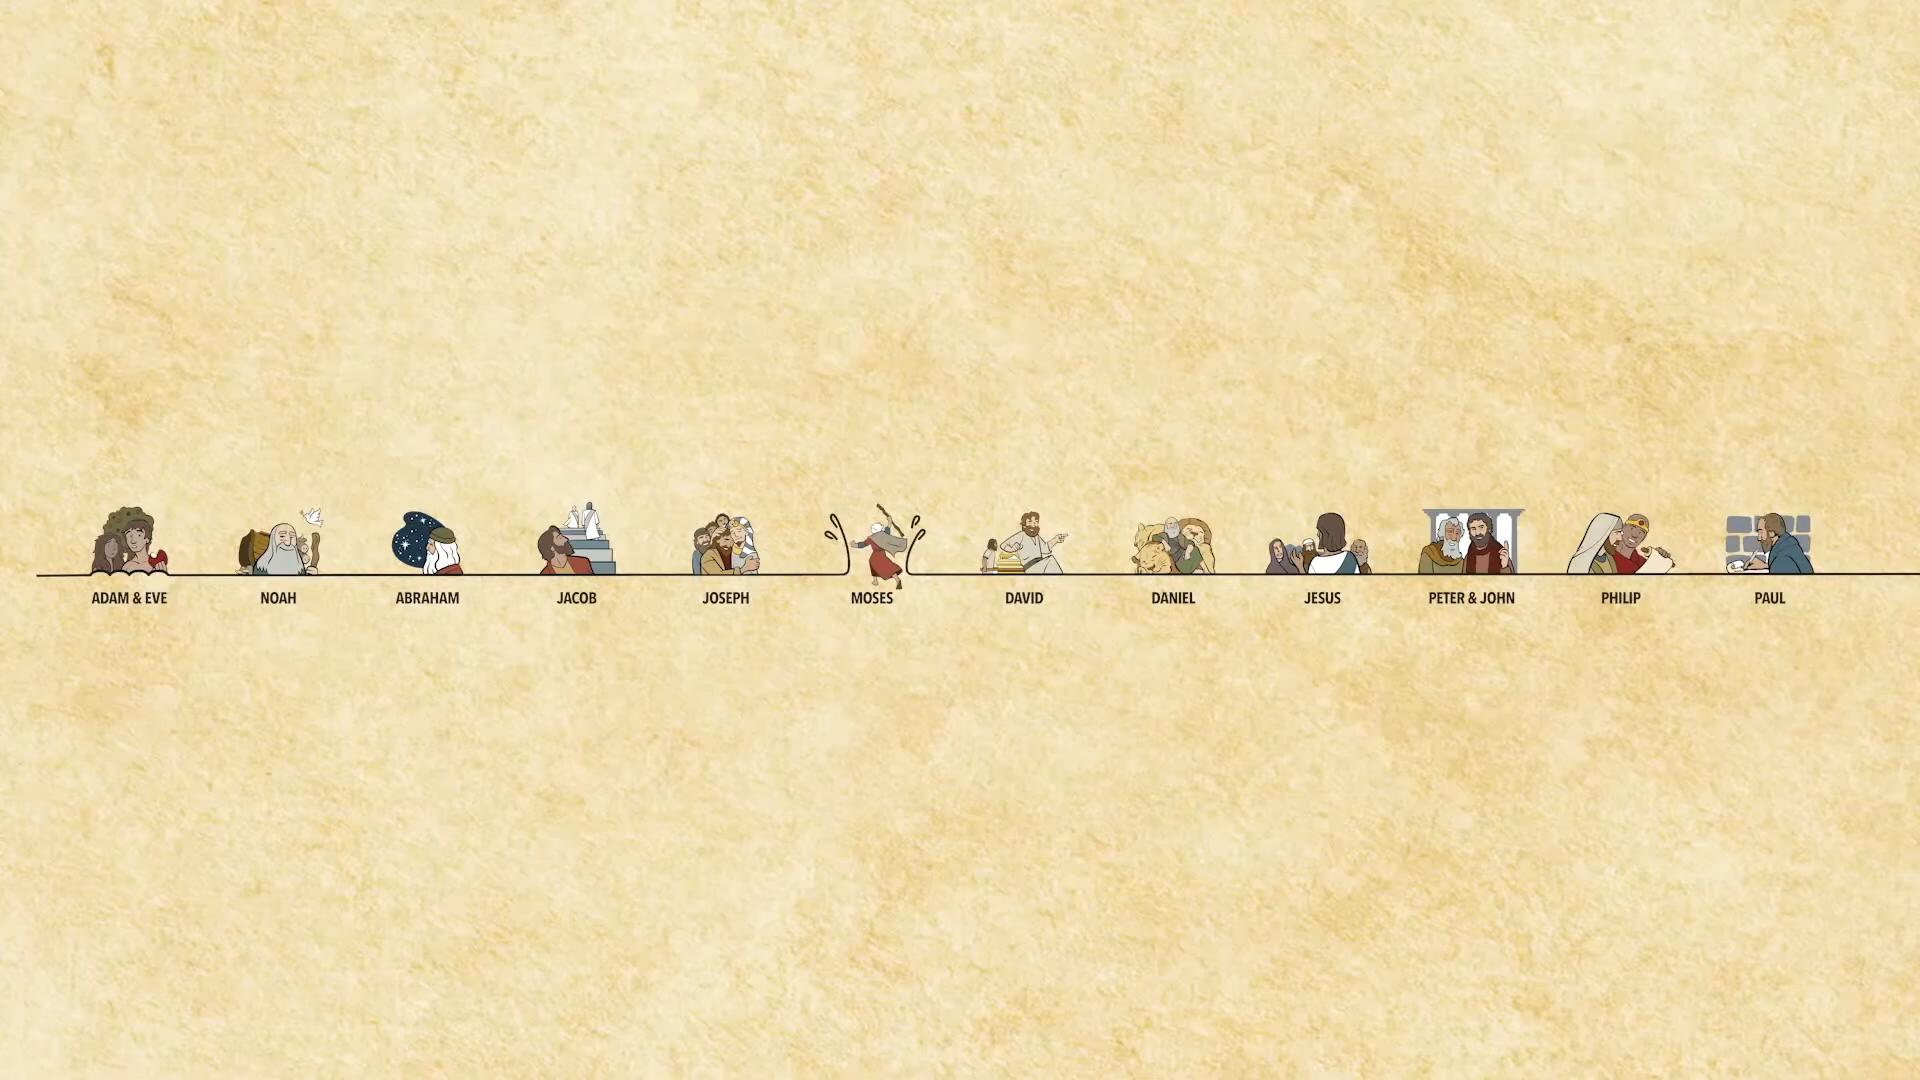 ADAM & EVE
NOAH
ABRAHAM
JACOB
JOSEPH
MOSES
DAVID
DANIEL
JESUS
PETER & JOHN
PHILIP
PAUL